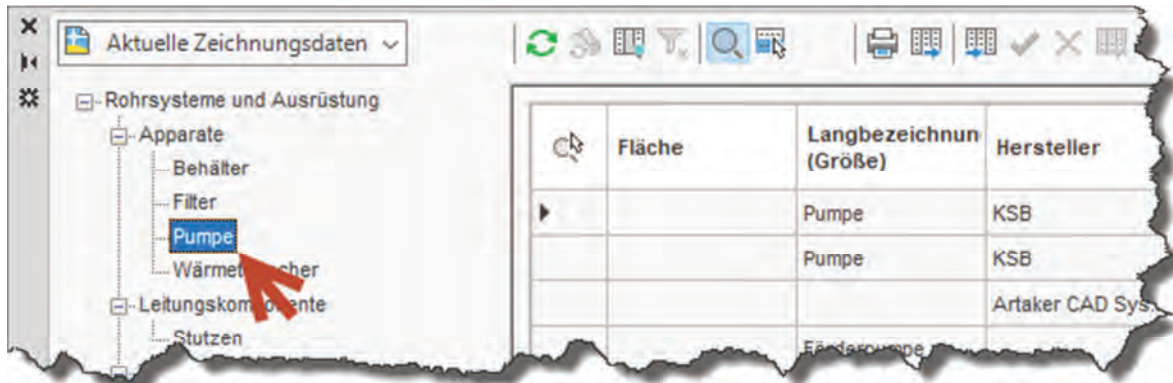 Aktuelle Zeichnungsdaten
Rohrsysteme und Ausrüstung
Apparate
Behälter
Filter
Pumpe
Stutzen
Fläche
Langbezeichnun
(Größe)
Hersteller
Pumpe
KSB
Pumpe
KSB
Artaker CAD Sys
Förderpumpe